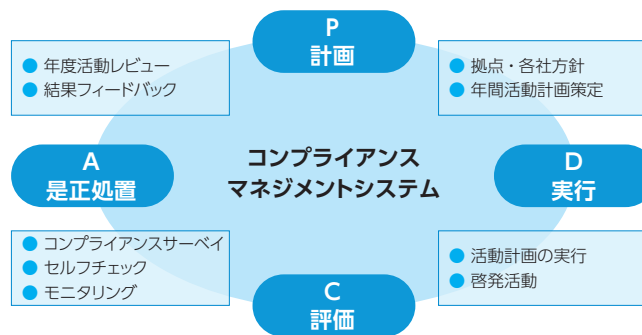 P
計画
● 年度活動レビュー
● 結果フィードバック
● 拠点・各社方針
● 年間活動計画策定
A
是正処置
コンプライアンス
マネジメントシステム
D
実行
● コンプライアンスサーベイ
● セルフチェック
● モニタリング
● 活動計画の実行
● 啓発活動
C
評価